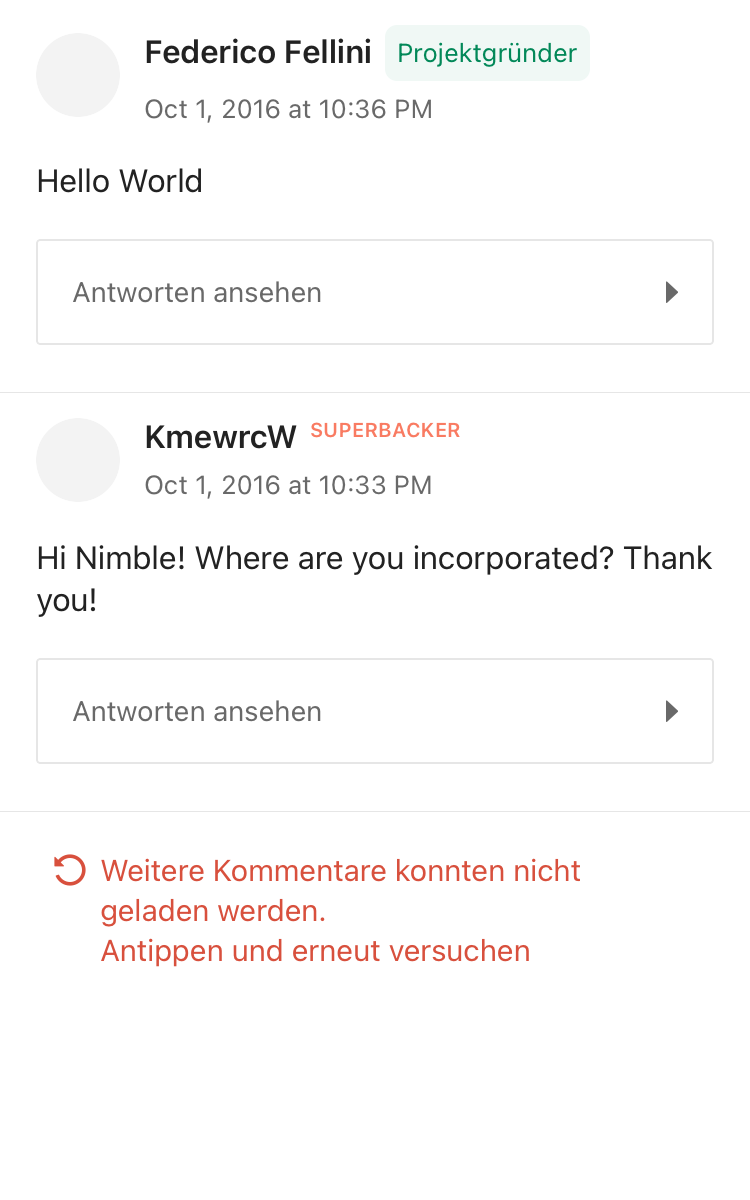 Federico Fellini Projektgründer
Oct 1, 2016 at 10:36 PM
Hello World
Antworten ansehen
KmewrcW SUPERBACKER
Oct 1, 2016 at 10:33 PM
Hi Nimble! Where are you incorporated? Thank
you!
Antworten ansehen
Weitere Kommentare konnten nicht
geladen werden.
Antippen und erneut versuchen